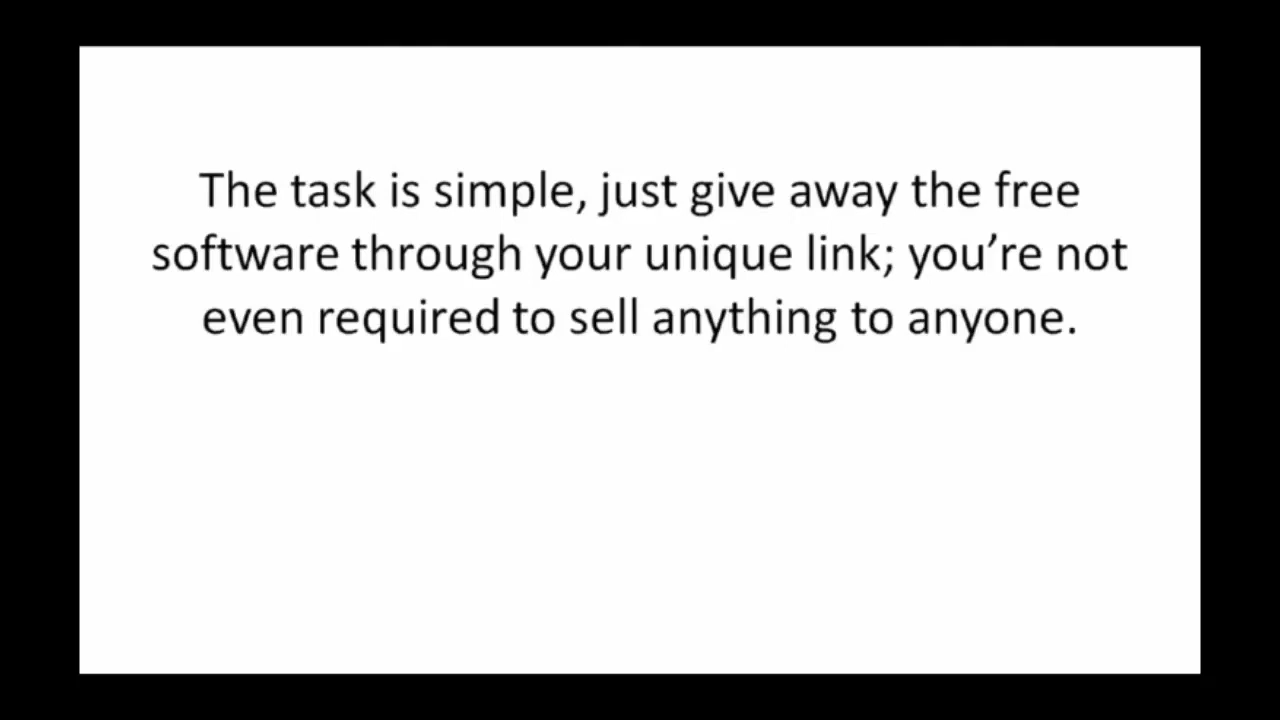 The task is simple, just give away the free
software through your unique link; you’re not
even required to sell anything to anyone.